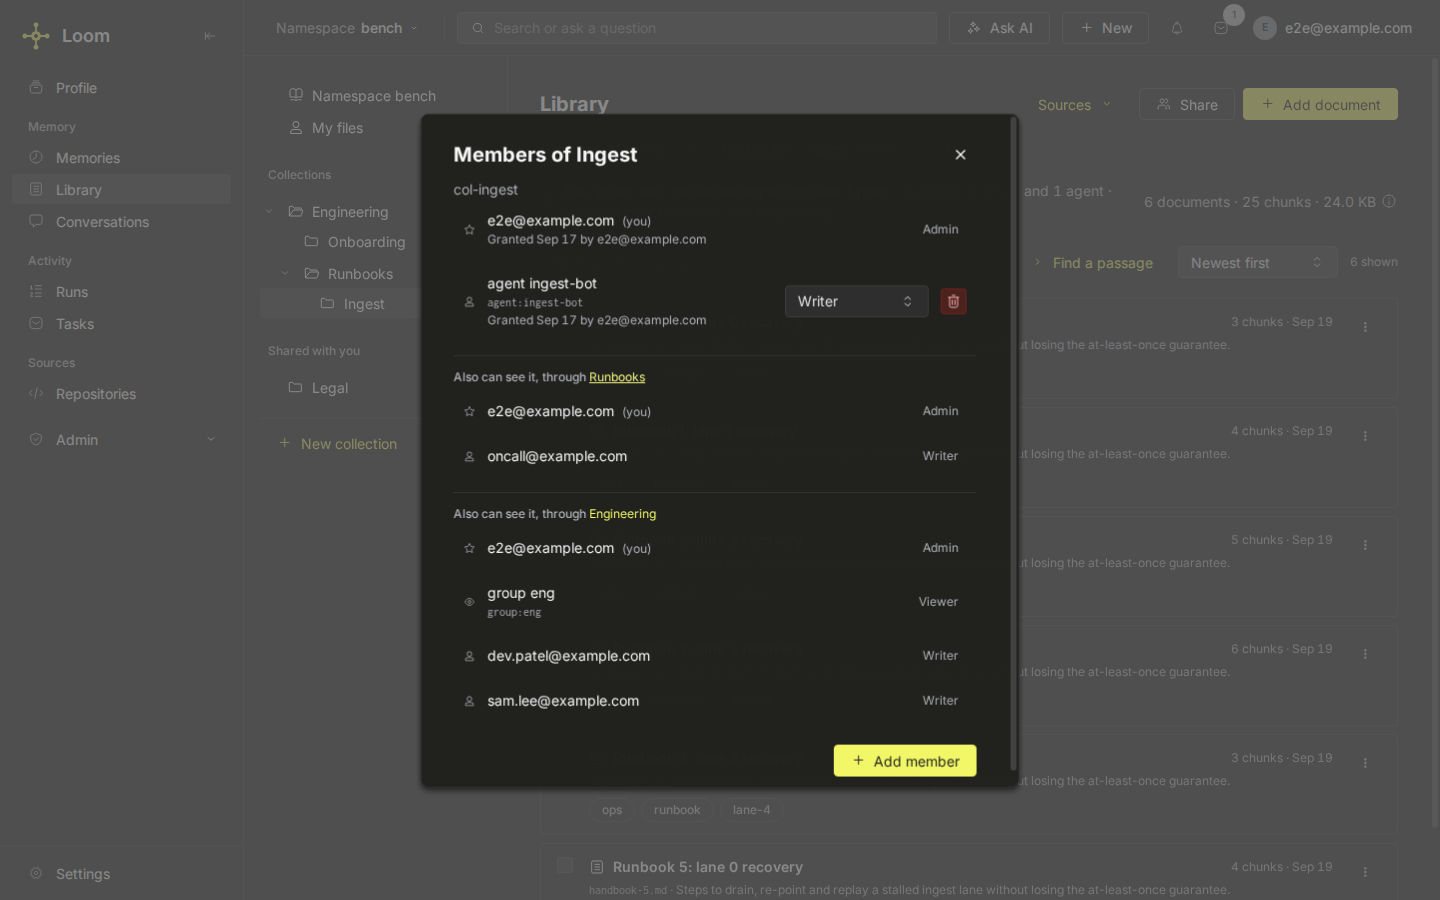 Loom
Profile
Memory
Memories
Library
Conversations
Activity
Runs
Tasks
Sources
Repositories
Admin
Settings
Namespace bench
Search or ask a question
Ask AI
New
1
E
e2e@example.com
Namespace bench
My files
Collections
Engineering
Onboarding
Runbooks
Ingest
Shared with you
Legal
New collection
Library
Sources
Share
Add document
and 1 agent ·
6 documents · 25 chunks · 24.0 KB
Find a passage
Newest first
6 shown
Members of Ingest
col-ingest
e2e@example.com (you)
Granted Sep 17 by e2e@example.com
Admin
agent ingest-bot
agent:ingest-bot
Granted Sep 17 by e2e@example.com
Writer
Also can see it, through Runbooks
e2e@example.com (you)
Admin
oncall@example.com
Writer
Also can see it, through Engineering
e2e@example.com (you)
Admin
group eng
group:eng
Viewer
dev.patel@example.com
Writer
sam.lee@example.com
Writer
Add member
3 chunks · Sep 19
losing the at-least-once guarantee.
4 chunks · Sep 19
losing the at-least-once guarantee.
5 chunks · Sep 19
losing the at-least-once guarantee.
6 chunks · Sep 19
losing the at-least-once guarantee.
3 chunks · Sep 19
losing the at-least-once guarantee.
ops
runbook
lane-4
Runbook 5: lane 0 recovery
4 chunks · Sep 19
handbook-5.md · Steps to drain, re-point and replay a stalled ingest lane without losing the at-least-once guarantee.